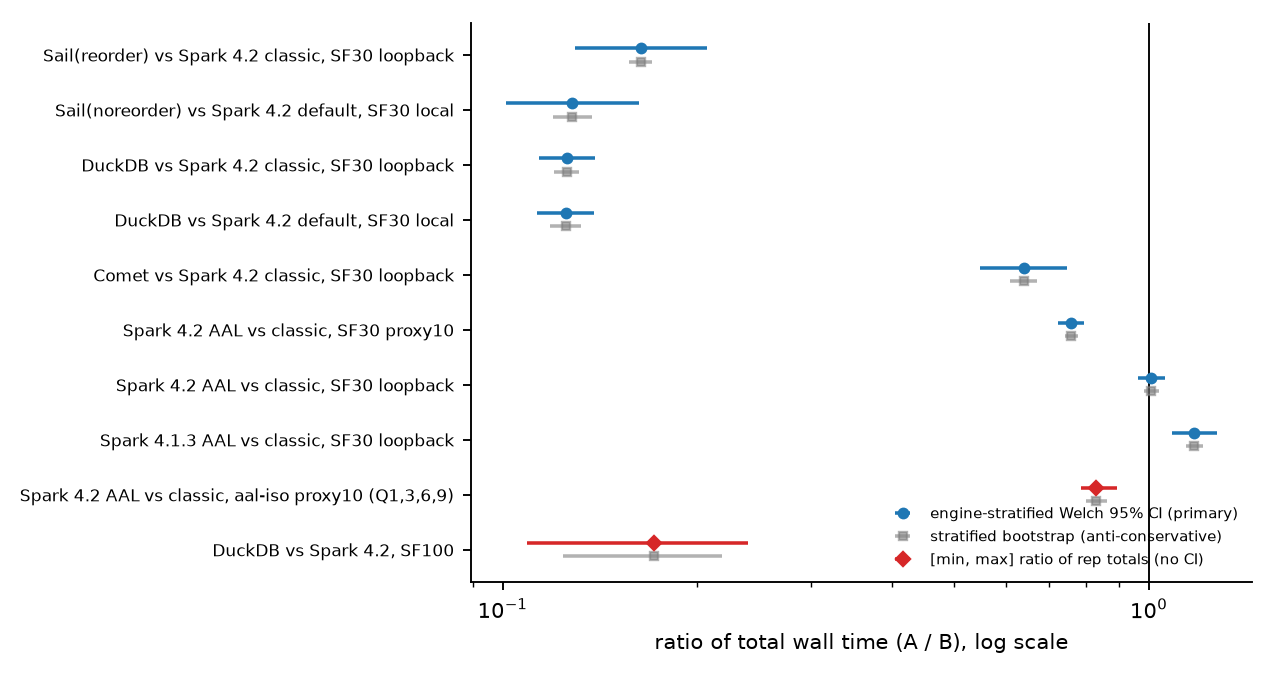 Sail(reorder) vs Spark 4.2 classic, SF30 loopback
Sail(noreorder) vs Spark 4.2 default, SF30 local
DuckDB vs Spark 4.2 classic, SF30 loopback
DuckDB vs Spark 4.2 default, SF30 local
Comet vs Spark 4.2 classic, SF30 loopback
Spark 4.2 AAL vs classic, SF30 proxy10
Spark 4.2 AAL vs classic, SF30 loopback
Spark 4.1.3 AAL vs classic, SF30 loopback
Spark 4.2 AAL vs classic, aal-iso proxy10 (Q1,3,6,9)
DuckDB vs Spark 4.2, SF100
engine-stratified Welch 95% CI (primary)
stratified bootstrap (anti-conservative)
[min, max] ratio of rep totals (no CI)
10⁻¹ 10⁰
ratio of total wall time (A / B), log scale